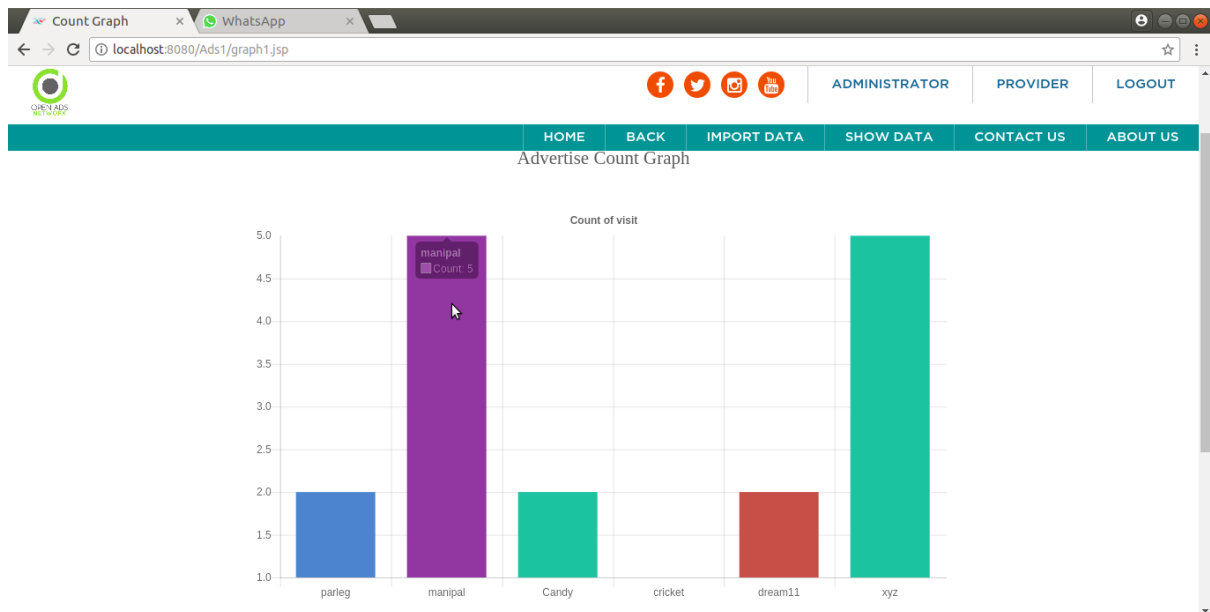 Count Graph
WhatsApp
localhost:8080/Ads1/graph1.jsp
OPEN ADS
NETWORK
You
Tube
ADMINISTRATOR PROVIDER LOGOUT
HOME BACK IMPORT DATA SHOW DATA CONTACT US ABOUT US
Advertise Count Graph
Count of visit
5.0
manipal
Count: 5
4.5
4.0
3.5
3.0
2.5
2.0
1.5
1.0
parleg manipal Candy cricket dream11 xyz